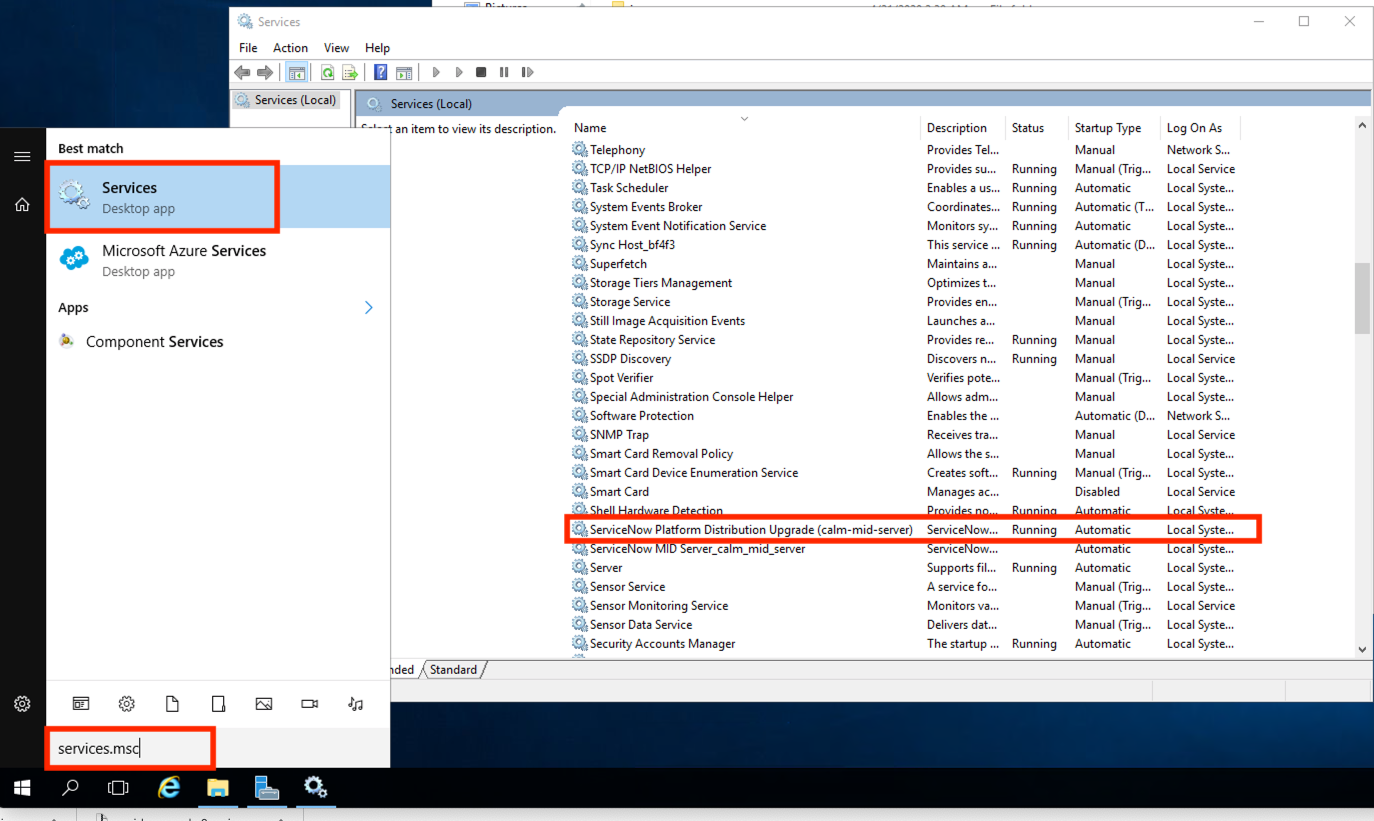 Pictures
Services
File Action View Help
Services (Local)
Services (Local)
Select an item to view its description.
Name Description Status Startup Type Log On As
Telephony Provides Tel... Manual Network S...
TCP/IP NetBIOS Helper Provides su... Running Manual (Trig... Local Service
Task Scheduler Enables a us... Running Automatic Local Syste...
System Events Broker Coordinates... Running Automatic (T... Local Syste...
System Event Notification Service Monitors sy... Running Automatic Local Syste...
Sync Host_bf4f3 This service ... Running Automatic (D... Local Syste...
Superfetch Maintains a... Manual Local Syste...
Storage Tiers Management Optimizes t... Manual Local Syste...
Storage Service Provides en... Manual (Trig... Local Syste...
Still Image Acquisition Events Launches a... Manual Local Syste...
State Repository Service Provides re... Running Manual Local Syste...
SSDP Discovery Discovers n... Running Manual Local Service
Spot Verifier Verifies pote... Manual (Trig... Local Syste...
Special Administration Console Helper Allows adm... Manual Local Syste...
Software Protection Enables the ... Automatic (D... Network S...
SNMP Trap Receives tra... Manual Local Service
Smart Card Removal Policy Allows the s... Manual Local Syste...
Smart Card Device Enumeration Service Creates soft... Running Manual (Trig... Local Syste...
Smart Card Manages ac... Disabled Local Service
Shell Hardware Detection Provides no... Running Automatic Local Syste...
ServiceNow Platform Distribution Upgrade (calm-mid-server) ServiceNow... Running Automatic Local Syste...
ServiceNow MID Server_calm_mid_server ServiceNow... Automatic Local Syste...
Server Supports fil... Running Automatic Local Syste...
Sensor Service A service fo... Manual (Trig... Local Syste...
Sensor Monitoring Service Monitors va... Manual (Trig... Local Service
Sensor Data Service Delivers dat... Manual (Trig... Local Syste...
Security Accounts Manager The startup ... Running Automatic Local Syste...
nded Standard
Best match
Services
Desktop app
Microsoft Azure Services
Desktop app
Apps
Component Services
services.msc